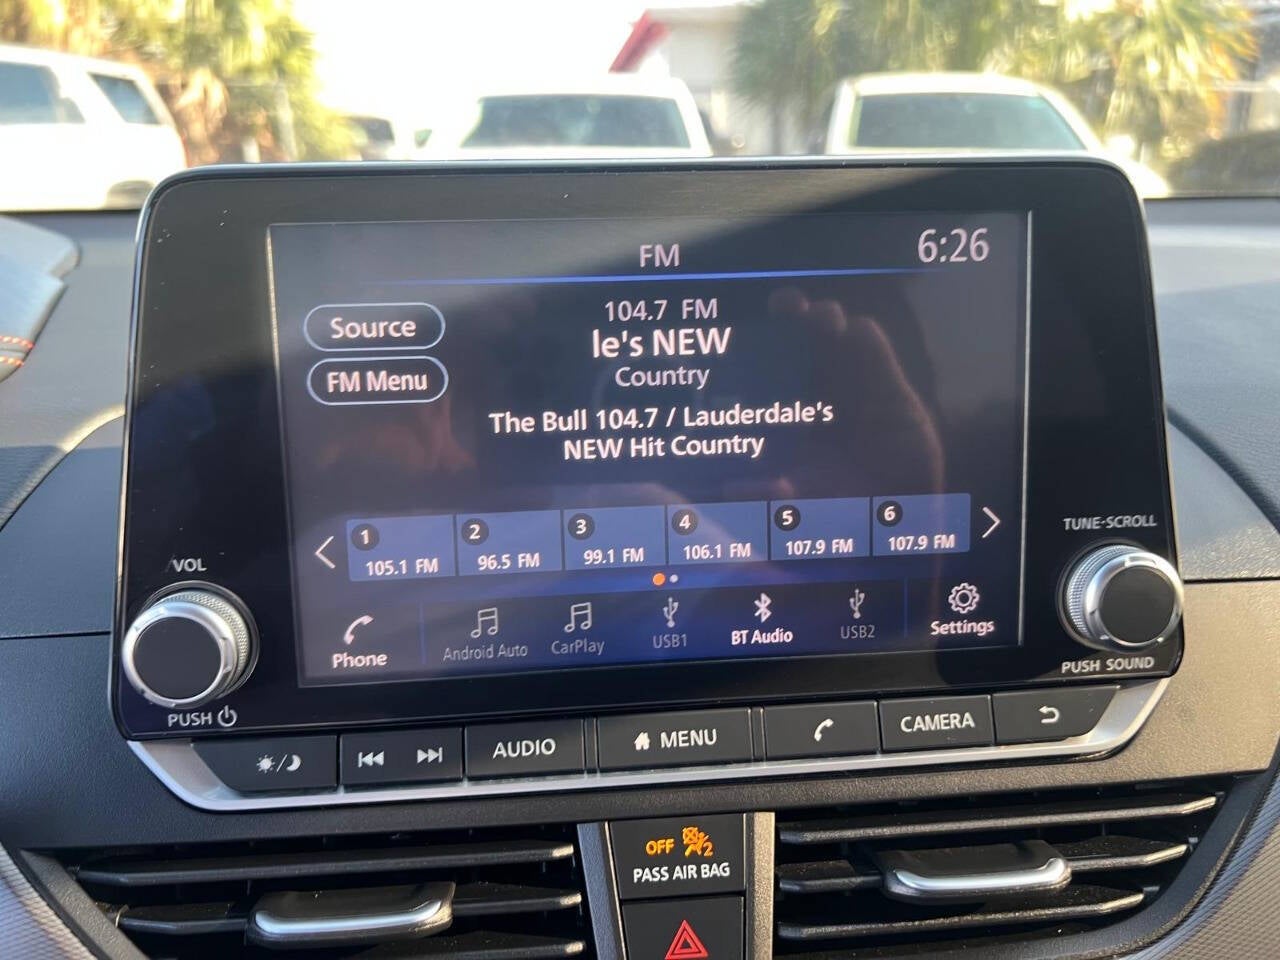 FM
6:26
Source
FM Menu
104.7 FM
le's NEW
Country
The Bull 104.7 / Lauderdale's
NEW Hit Country
1
105.1 FM
2
96.5 FM
3
99.1 FM
4
106.1 FM
5
107.9 FM
6
107.9 FM
Phone
Android Auto
CarPlay
USB1
BT Audio
USB2
Settings
VOL
PUSH
TUNE·SCROLL
PUSH SOUND
AUDIO
MENU
CAMERA
OFF 2
PASS AIR BAG